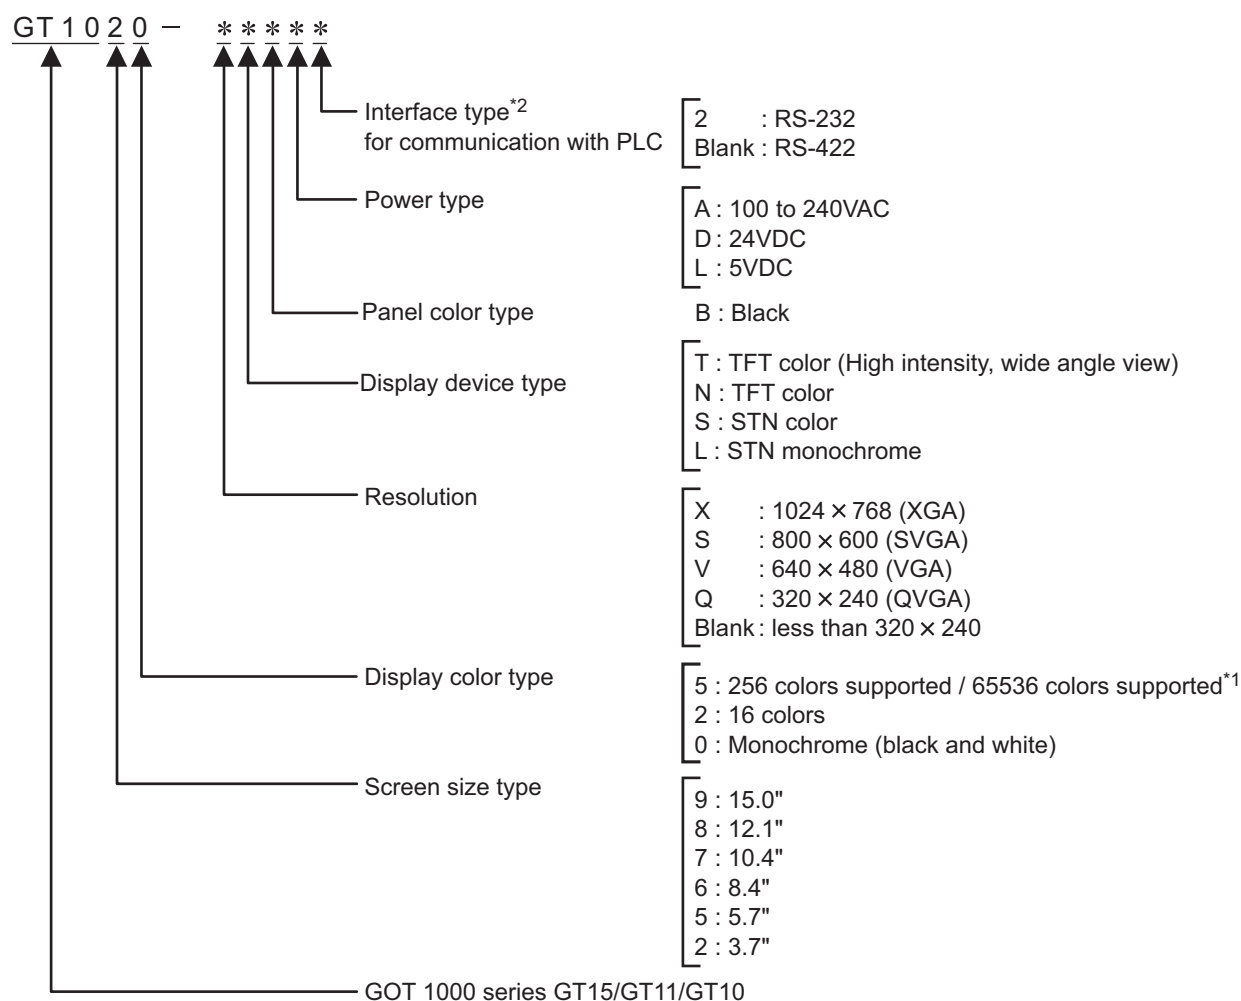 GT1020- *****
Interface type*2
for communication with PLC
2 : RS-232
Blank : RS-422
Power type
A : 100 to 240VAC
D : 24VDC
L : 5VDC
Panel color type
B : Black
Display device type
T : TFT color (High intensity, wide angle view)
N : TFT color
S : STN color
L : STN monochrome
Resolution
X : 1024 × 768 (XGA)
S : 800 × 600 (SVGA)
V : 640 × 480 (VGA)
Q : 320 × 240 (QVGA)
Blank : less than 320 × 240
Display color type
5 : 256 colors supported / 65536 colors supported*1
2 : 16 colors
0 : Monochrome (black and white)
Screen size type
9 : 15.0"
8 : 12.1"
7 : 10.4"
6 : 8.4"
5 : 5.7"
2 : 3.7"
GOT 1000 series GT15/GT11/GT10